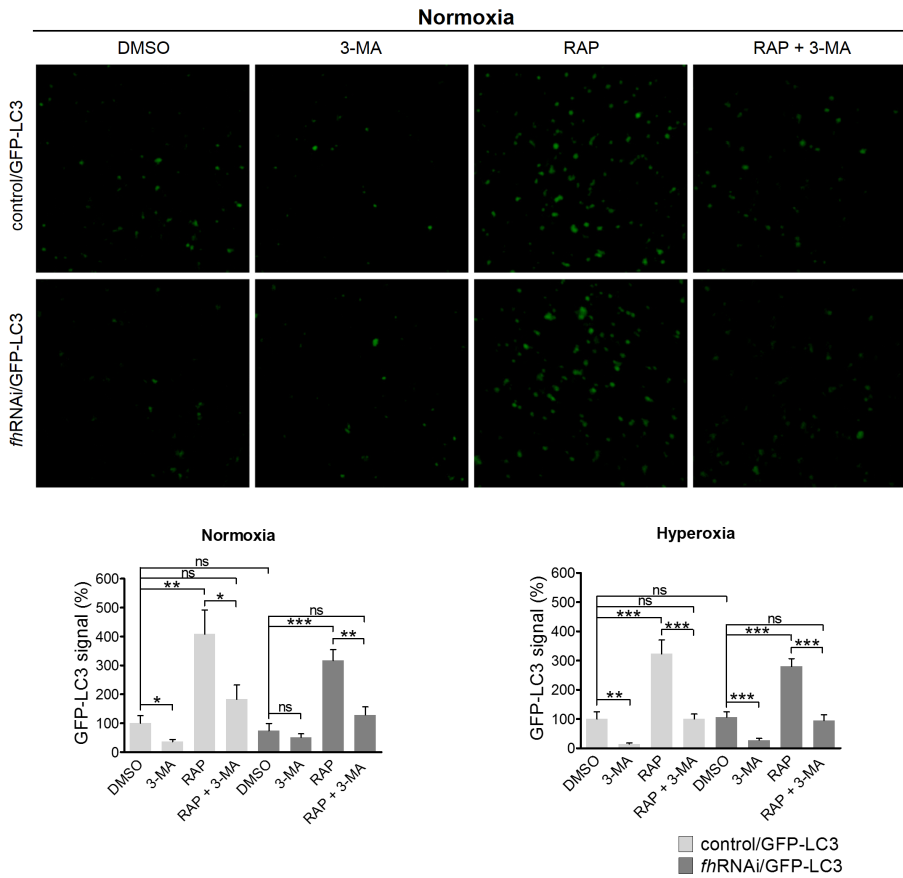 Normoxia
DMSO 3-MA RAP RAP + 3-MA
control/GFP-LC3
fhRNAi/GFP-LC3
Normoxia
GFP-LC3 signal (%)
600
500
400
300
200
100
0
ns
ns
**
*
*
ns
***
**
ns
DMSO
3-MA
RAP
RAP + 3-MA
DMSO
3-MA
RAP
RAP + 3-MA
Hyperoxia
GFP-LC3 signal (%)
600
500
400
300
200
100
0
ns
ns
***
***
**
ns
***
***
***
DMSO
3-MA
RAP
RAP + 3-MA
DMSO
3-MA
RAP
RAP + 3-MA
control/GFP-LC3
fhRNAi/GFP-LC3